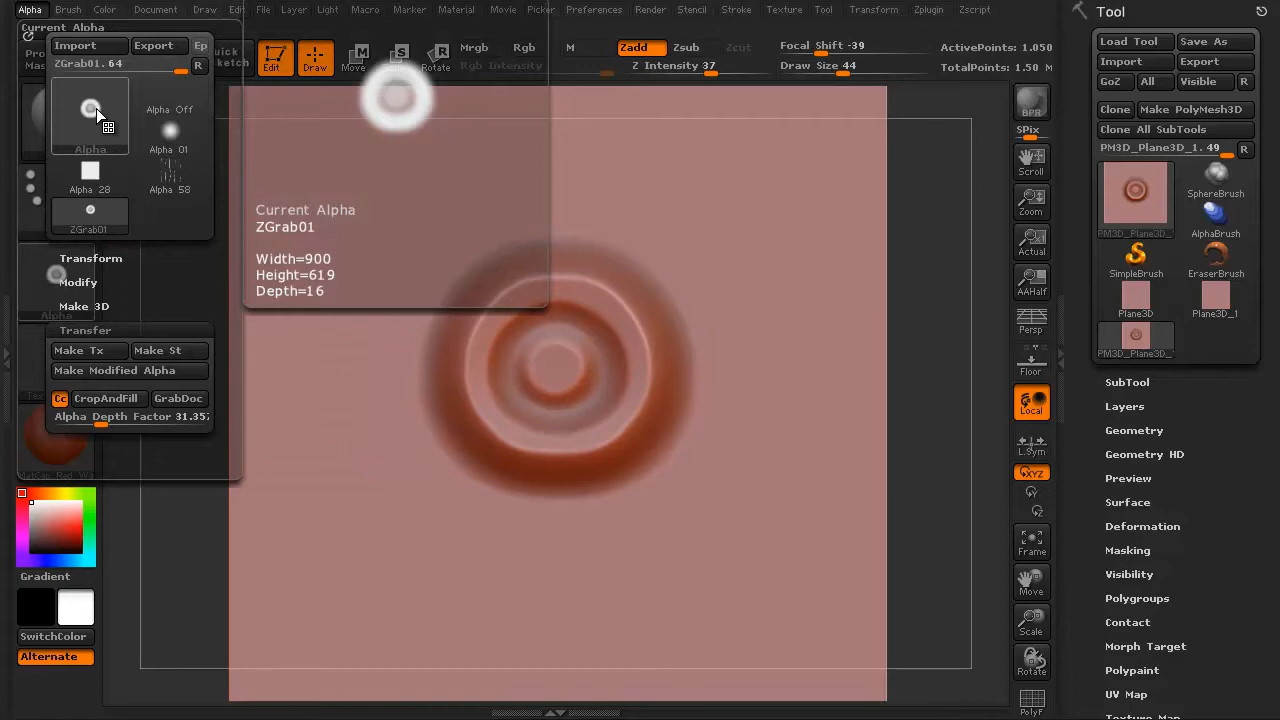 Alpha Brush Color Document Draw Edit File Layer Light Macro Marker Material Movie Picker Preferences Render Stencil Stroke Texture Tool Transform Zplugin Zscript
Current Alpha
Import Export Ep
ZGrab01.64 R
Alpha Off
Alpha
Alpha 01
Alpha 28
Alpha 58
ZGrab01
Transform
Modify
Make 3D
Alpha
Transfer
Make Tx Make St
Make Modified Alpha
Cc CropAndFill GrabDoc
Alpha Depth Factor 31.357
Gradient
SwitchColor
Alternate
Edit Draw Move Rotate
Mrgb Rgb
Rgb Intensity
M Zadd Zsub Zcut
Z Intensity 37
Focal Shift -39
Draw Size 44
ActivePoints: 1.050
TotalPoints: 1.50 M
Current Alpha
ZGrab01
Width=900
Height=619
Depth=16
BPR
SPix
Scroll
Zoom
Actual
AAHalf
Persp
Floor
Local
L.Sym
XYZ
Y
Z
Frame
Move
Scale
Rotate
PolyF
Tool
Load Tool Save As
Import Export
GoZ All Visible R
Clone Make PolyMesh3D
Clone All SubTools
PM3D_Plane3D_1. 49 R
SphereBrush
PM3D_Plane3D_
AlphaBrush
SimpleBrush EraserBrush
Plane3D Plane3D_1
PM3D_Plane3D_
SubTool
Layers
Geometry
Geometry HD
Preview
Surface
Deformation
Masking
Visibility
Polygroups
Contact
Morph Target
Polypaint
UV Map